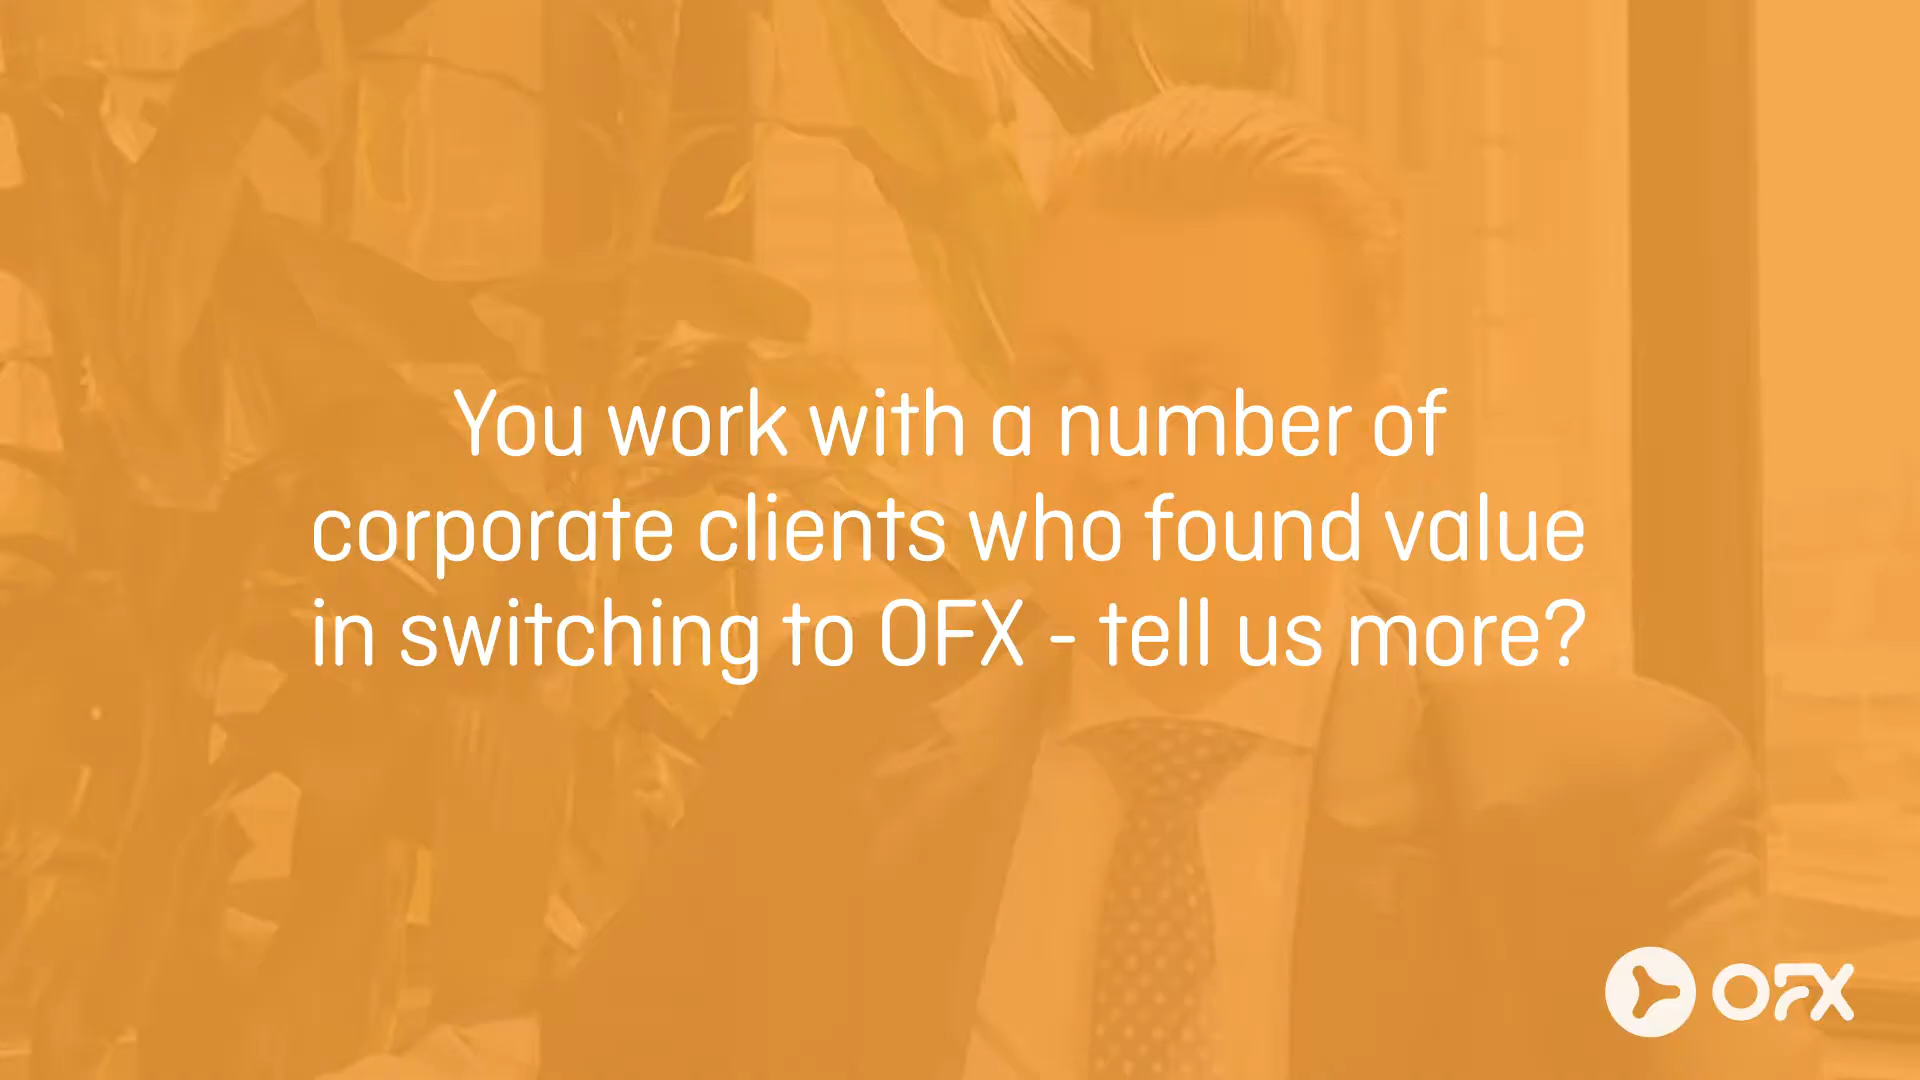 You work with a number of
corporate clients who found value
in switching to OFX - tell us more?
OFX